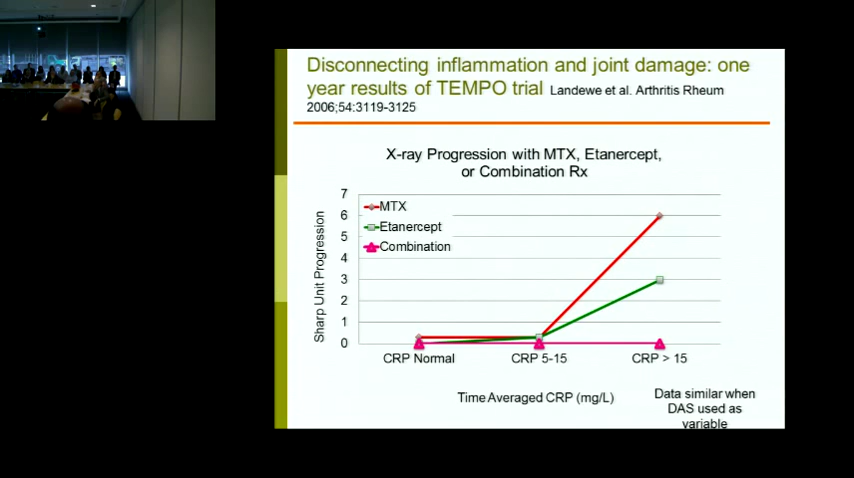 Disconnecting inflammation and joint damage: one
year results of TEMPO trial Landewe et al. Arthritis Rheum
2006;54:3119-3125
X-ray Progression with MTX, Etanercept,
or Combination Rx
Sharp Unit Progression
7
6
5
4
3
2
1
0
MTX
Etanercept
Combination
CRP Normal
CRP 5-15
CRP > 15
Time Averaged CRP (mg/L)
Data similar when
DAS used as
variable